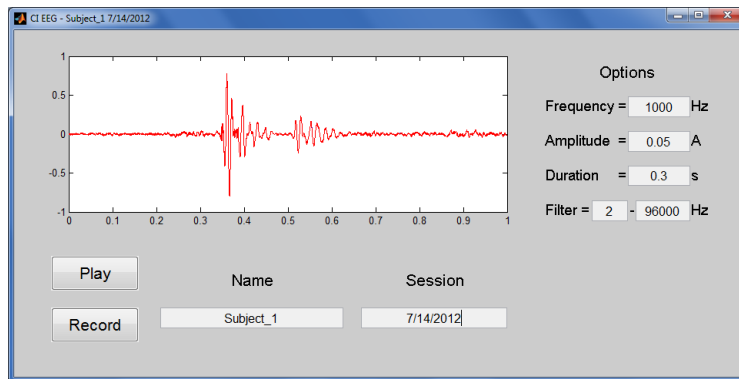 CI EEG - Subject_1 7/14/2012
1
0.5
0
-0.5
-1
0 0.1 0.2 0.3 0.4 0.5 0.6 0.7 0.8 0.9 1
Options
Frequency = 1000 Hz
Amplitude = 0.05 A
Duration = 0.3 s
Filter = 2 - 96000 Hz
Play
Name Session
Record Subject_1 7/14/2012